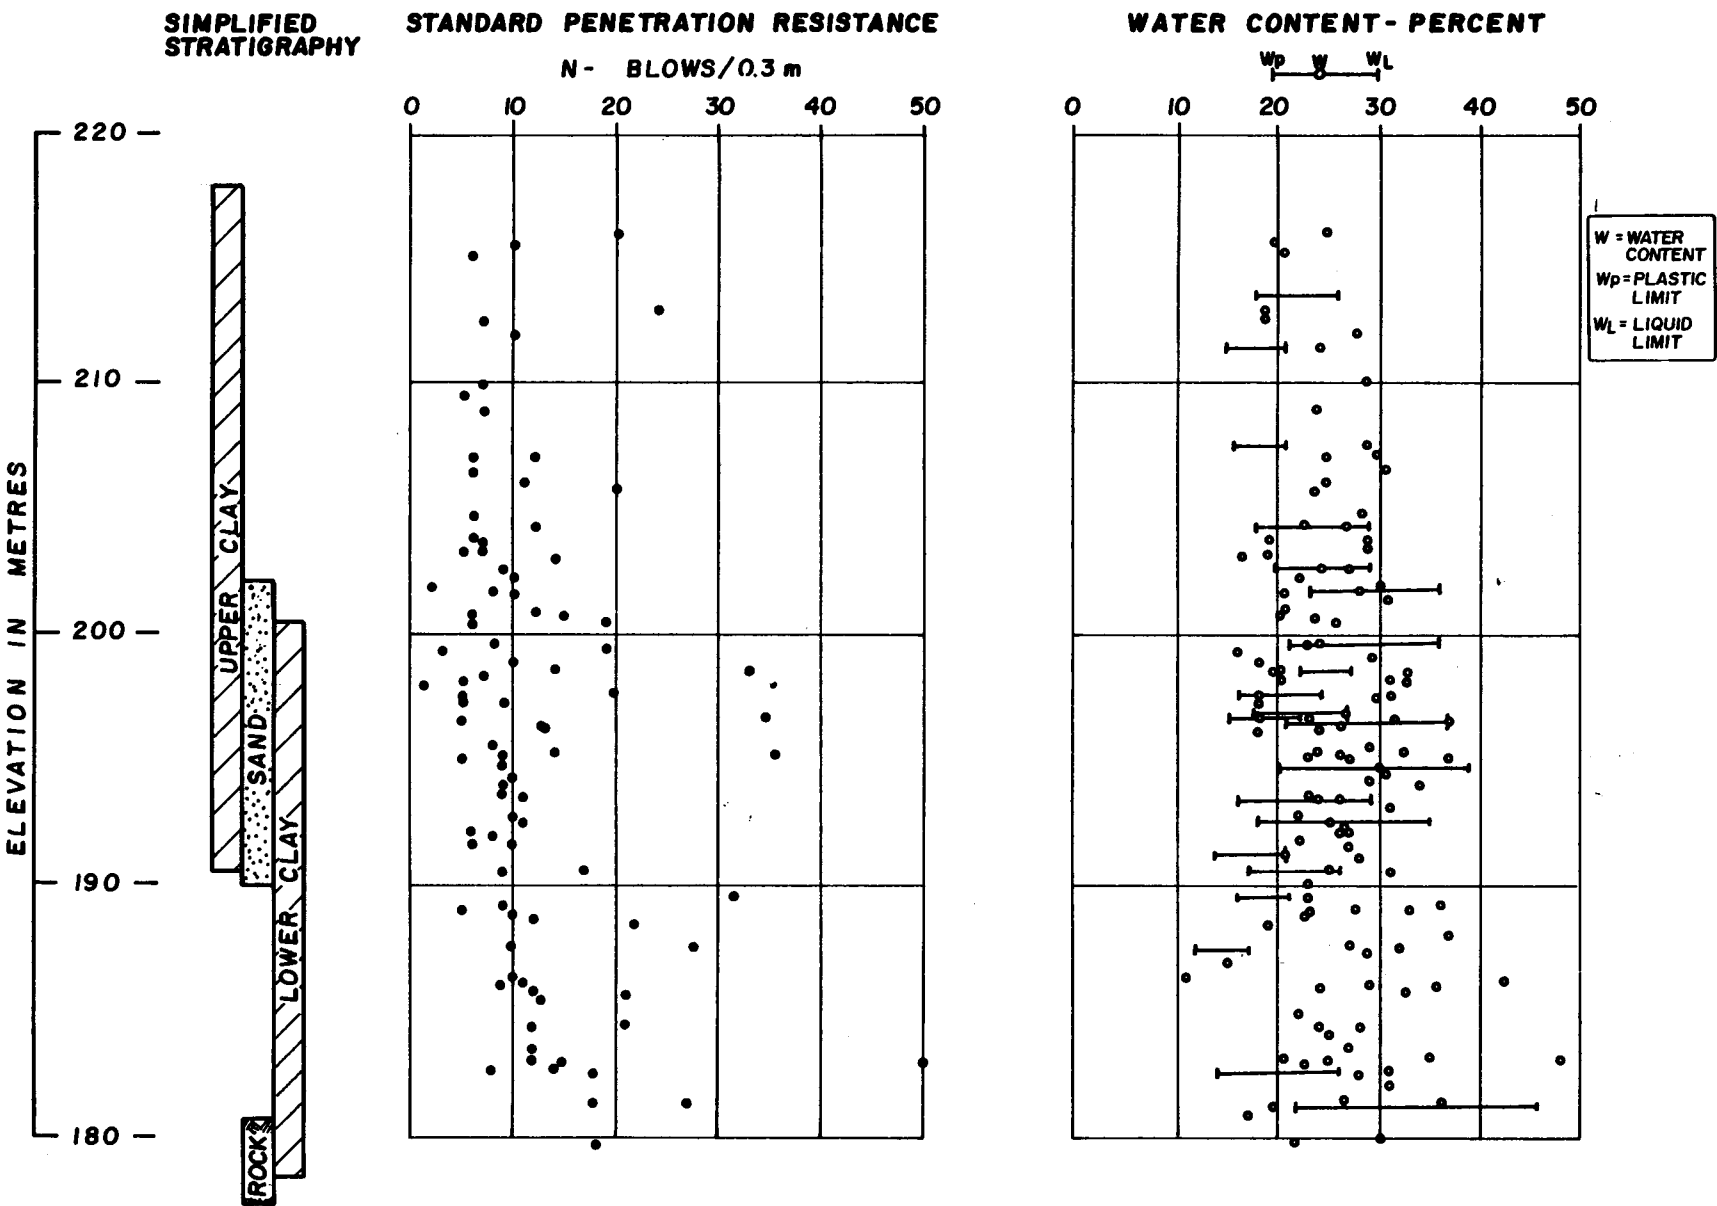 SIMPLIFIED
STRATIGRAPHY
STANDARD PENETRATION RESISTANCE
N- BLOWS/0.3 m
WATER CONTENT-PERCENT
Wp W WL
0 10 20 30 40 50
0 10 20 30 40 50
220
210
200
190
180
ELEVATION IN METRES
UPPER CLAY
SAND
LOWER CLAY
ROCK
W = WATER
CONTENT
Wp = PLASTIC
LIMIT
WL = LIQUID
LIMIT